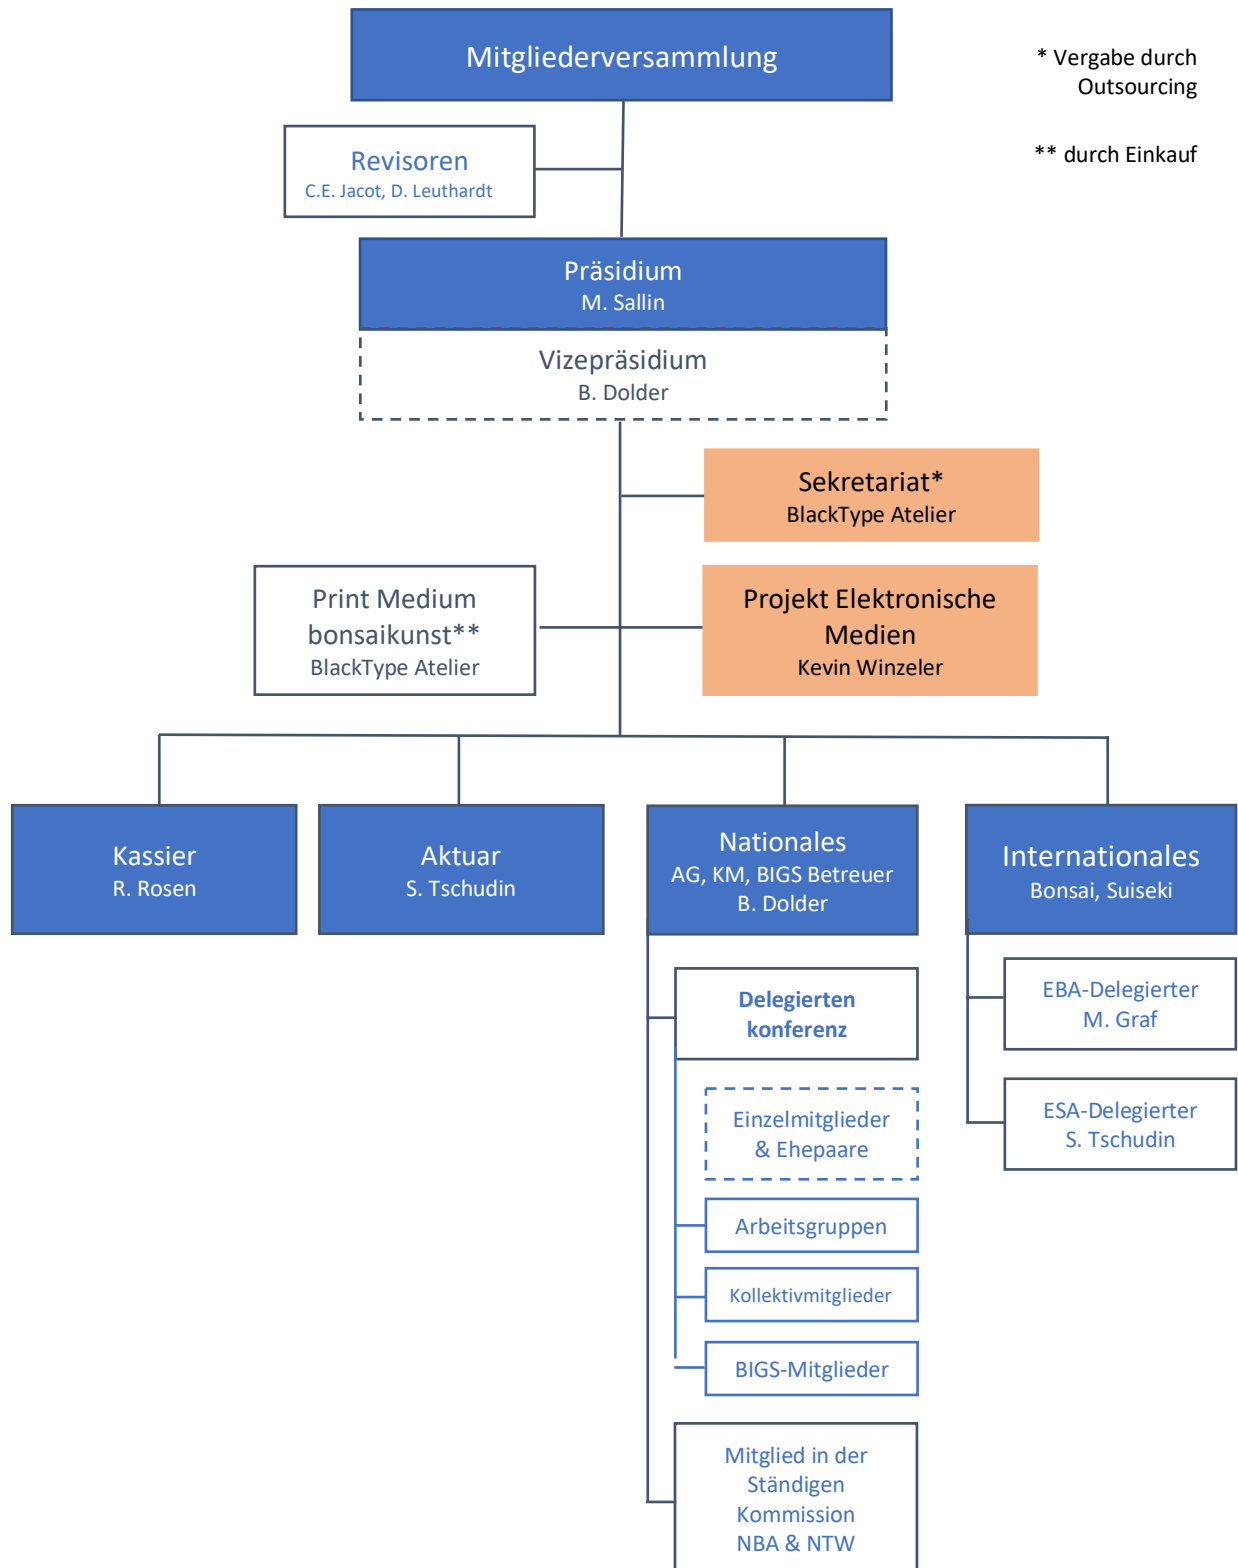 Mitgliederversammlung
* Vergabe durch
Outsourcing
** durch Einkauf
Revisoren
C.E. Jacot, D. Leuthardt
Präsidium
M. Sallin
Vizepräsidium
B. Dolder
Sekretariat*
BlackType Atelier
Print Medium
bonsaikunst**
BlackType Atelier
Projekt Elektronische
Medien
Kevin Winzeler
Kassier
R. Rosen
Aktuar
S. Tschudin
Nationales
AG, KM, BIGS Betreuer
B. Dolder
Internationales
Bonsai, Suiseki
Delegierten
konferenz
Einzelmitglieder
& Ehepaare
Arbeitsgruppen
Kollektivmitglieder
BIGS-Mitglieder
Mitglied in der
Ständigen
Kommission
NBA & NTW
EBA-Delegierter
M. Graf
ESA-Delegierter
S. Tschudin